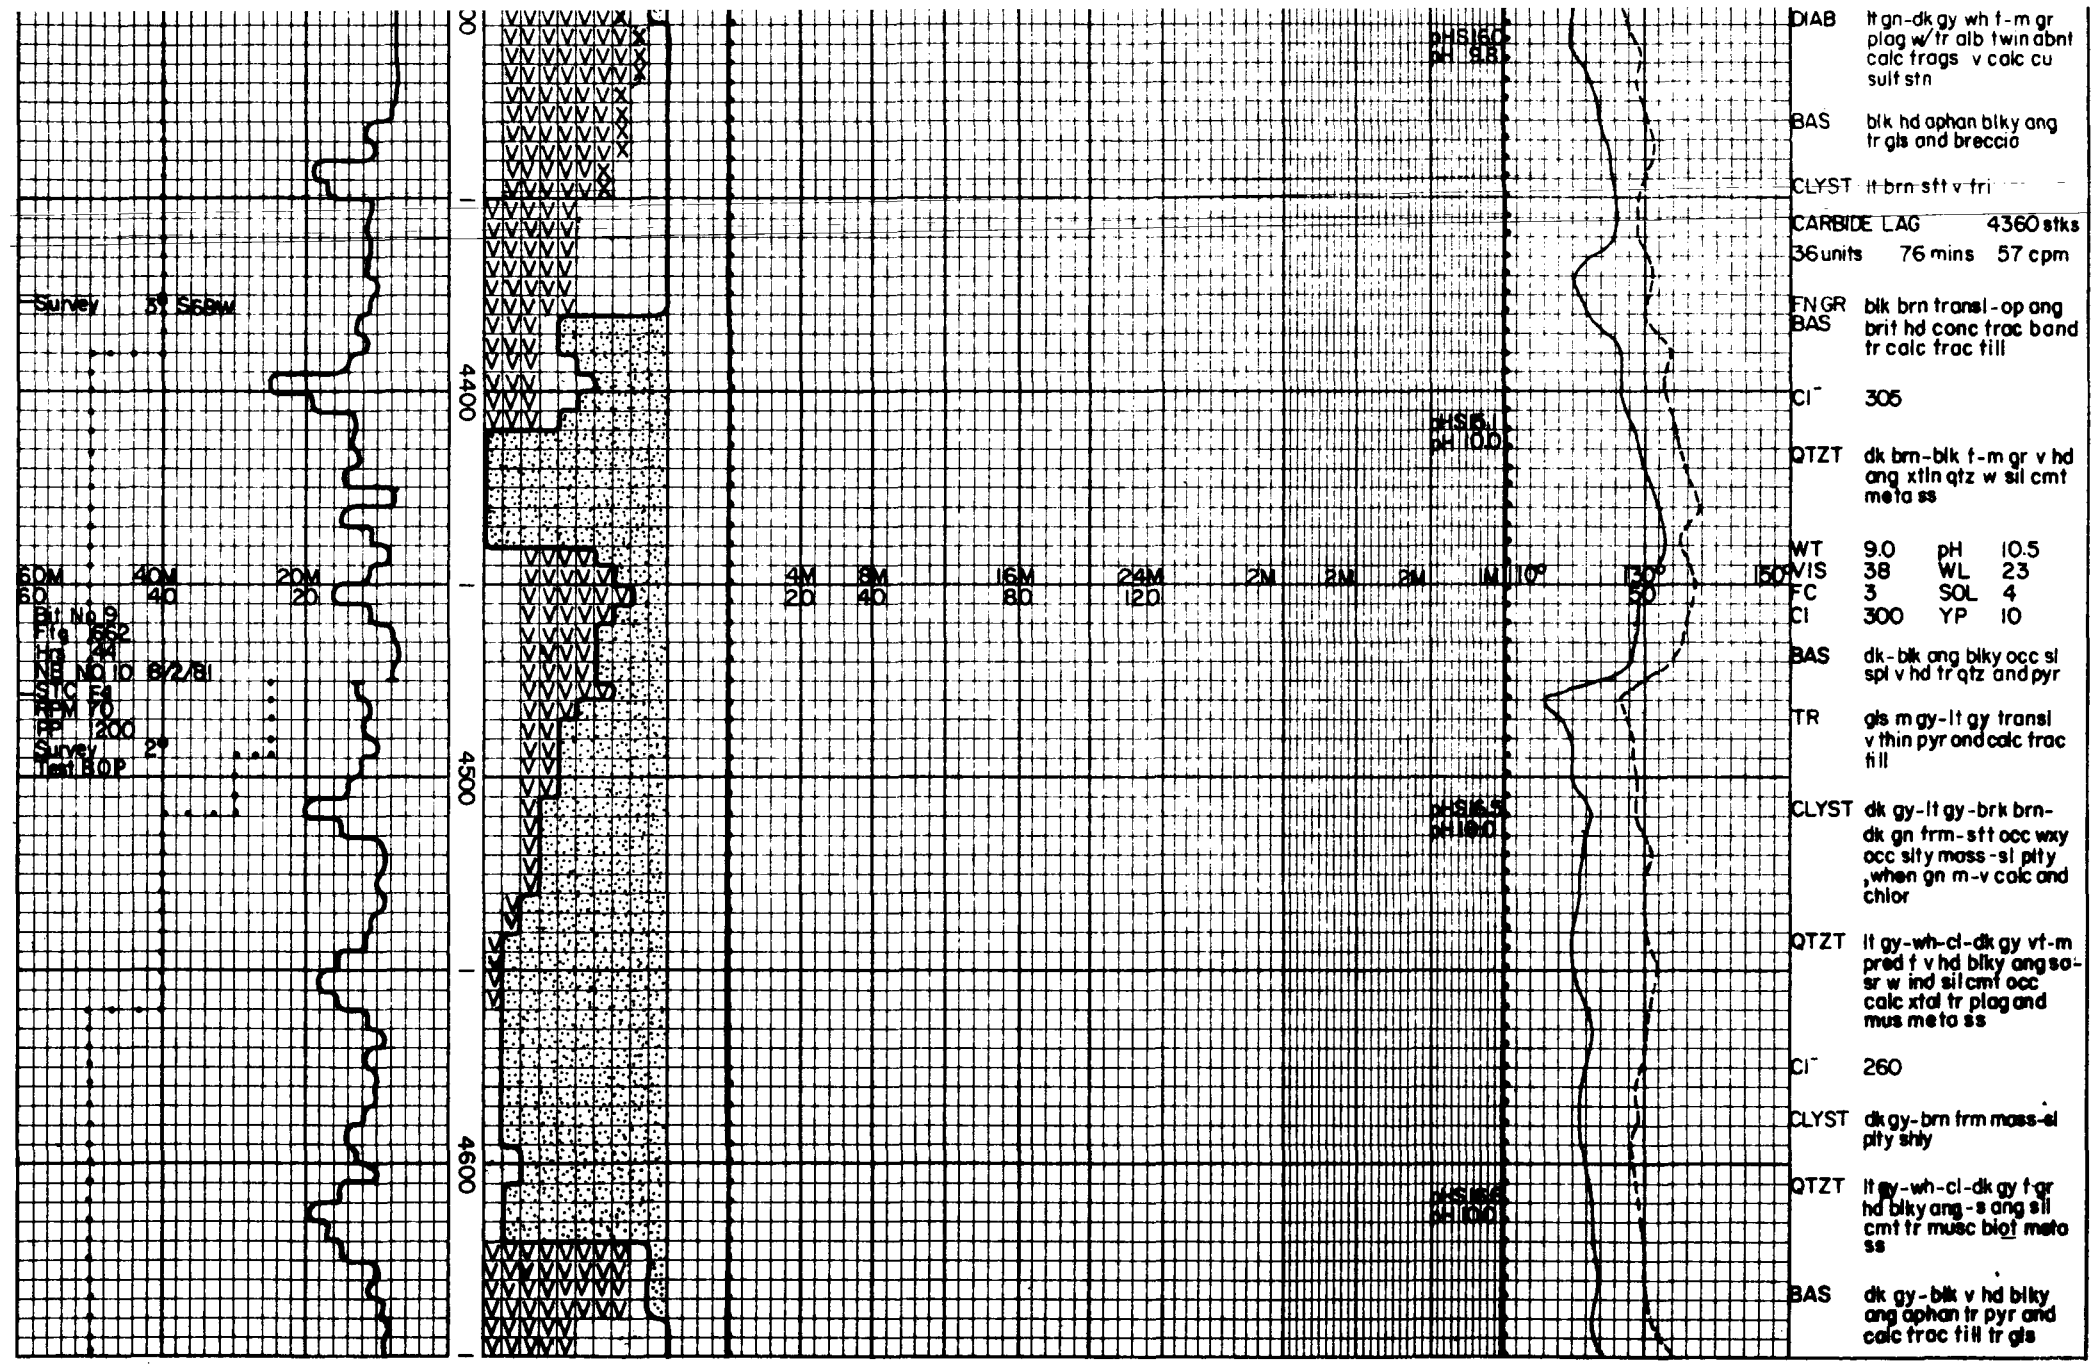 Survey 3° S68W
60M 40M 20M
60 40 20
Bit No 9
Ftg 662
NB NO 10 8/2/81
STC F4
RPM 70
PP 200
Survey 2°
Test BOP
00
4400
4500
4600
4M 8M 16M 24M 2M 2M 2M 1M
20 40 80 120
110° 130° 150°
50
pH 9.8
pHS15.1
pH 10.0
pHS16.5
pH 10.0
pH 10.0
DIAB lt gn-dk gy wh f-m gr
plag w/tr alb twin abnt
calc frags v calc cu
sulf stn
BAS blk hd aphan blky ang
tr gls and breccia
CLYST lt brn sft v fri
CARBIDE LAG 4360 stks
36 units 76 mins 57 cpm
FN GR blk brn transl-op ang
BAS brit hd conc frac band
tr calc frac fill
Cl⁻ 305
QTZT dk brn-blk f-m gr v hd
ang xtln qtz w sil cmt
meta ss
WT 9.0 pH 10.5
VIS 38 WL 23
FC 3 SOL 4
Cl 300 YP 10
BAS dk-blk ang blky occ sl
spl v hd tr qtz and pyr
TR gls m gy-lt gy transl
v thin pyr and calc frac
fill
CLYST dk gy-lt gy-brk brn-
dk gn frm-sft occ wxy
occ slty mass-sl plty
,when gn m-v calc and
chlor
QTZT lt gy-wh-cl-dk gy vf-m
pred f v hd blky ang sa-
sr w ind sil cmt occ
calc xtal tr plag and
mus meta ss
Cl⁻ 260
CLYST dk gy-brn frm mass-sl
plty shly
QTZT lt gy-wh-cl-dk gy f gr
hd blky ang-s ang sil
cmt tr musc biot meta
ss
BAS dk gy-blk v hd blky
ang aphan tr pyr and
calc frac fill tr gls